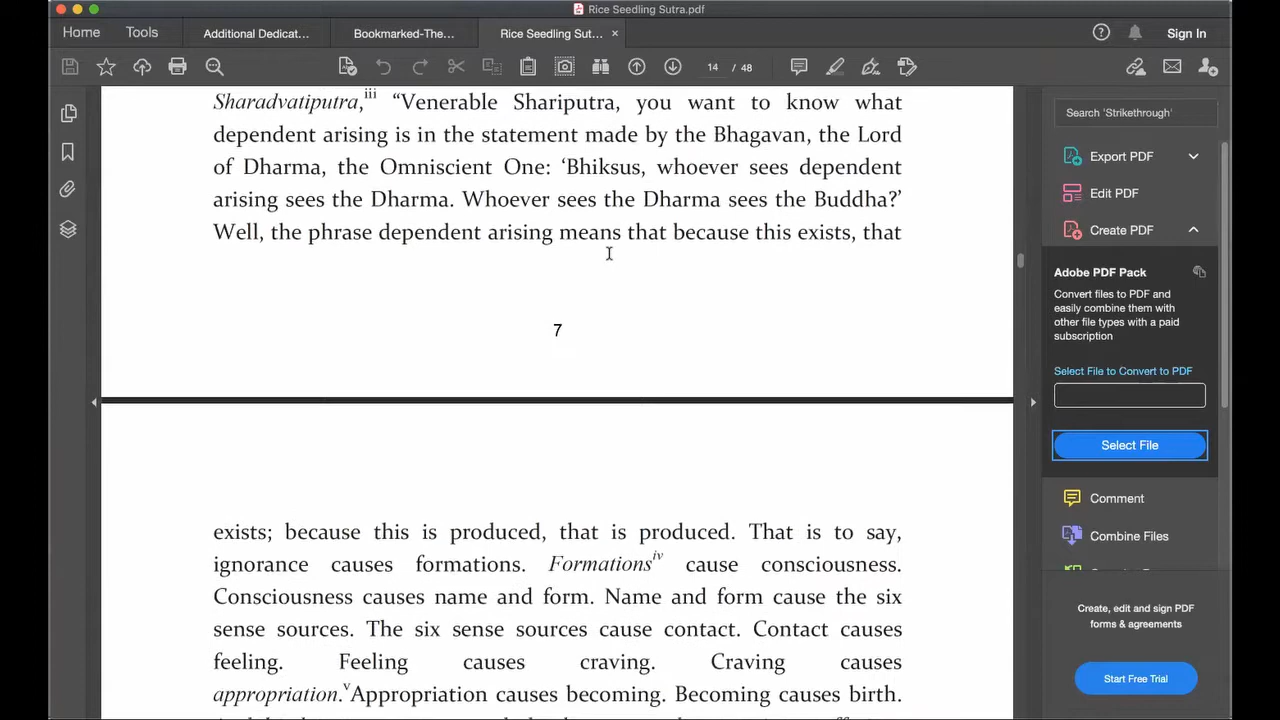 Rice Seedling Sutra.pdf
Home
Tools
Additional Dedicat...
Bookmarked-The...
Rice Seedling Sut...
×
Sign In
14 / 48
Sharadvatiputra,iii “Venerable Shariputra, you want to know what
dependent arising is in the statement made by the Bhagavan, the Lord
of Dharma, the Omniscient One: ‘Bhiksus, whoever sees dependent
arising sees the Dharma. Whoever sees the Dharma sees the Buddha?’
Well, the phrase dependent arising means that because this exists, that
7
exists; because this is produced, that is produced. That is to say,
ignorance causes formations. Formationsiv cause consciousness.
Consciousness causes name and form. Name and form cause the six
sense sources. The six sense sources cause contact. Contact causes
feeling. Feeling causes craving. Craving causes
appropriation.vAppropriation causes becoming. Becoming causes birth.
Search 'Strikethrough'
Export PDF
Edit PDF
Create PDF
Adobe PDF Pack
Convert files to PDF and
easily combine them with
other file types with a paid
subscription
Select File to Convert to PDF
Select File
Comment
Combine Files
Create, edit and sign PDF
forms & agreements
Start Free Trial